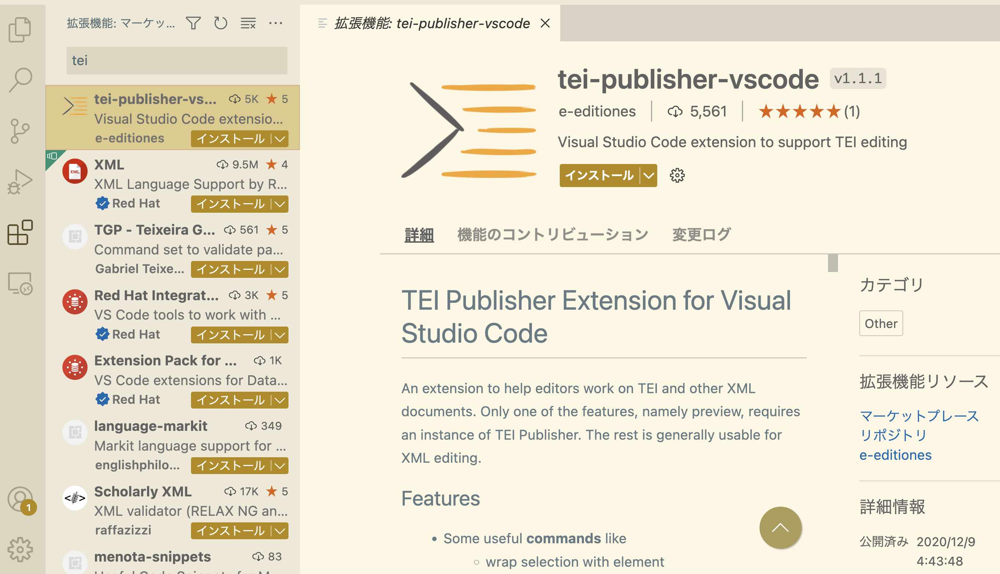 拡張機能: マーケッ...
tei
tei-publisher-vs... 5K ★ 5
Visual Studio Code extensio...
e-editiones インストール
XML 9.5M ★ 4
XML Language Support by R...
Red Hat インストール
TGP - Teixeira G... 561 ★ 5
Command set to validate pa...
Gabriel Teixe... インストール
Red Hat Integrat... 3K ★ 5
VS Code tools to work with ...
Red Hat インストール
Extension Pack for ... 1K
VS Code extensions for Data...
Red Hat インストール
language-markit 349
Markit language support for ...
englishphilo... インストール
Scholarly XML 17K ★ 5
XML validator (RELAX NG an...
raffazizzi インストール
menota-snippets 83
1
拡張機能: tei-publisher-vscode
tei-publisher-vscode v1.1.1
e-editiones 5,561 ★★★★★(1)
Visual Studio Code extension to support TEI editing
インストール
詳細 機能のコントリビューション 変更ログ
TEI Publisher Extension for Visual
Studio Code
An extension to help editors work on TEI and other XML
documents. Only one of the features, namely preview, requires
an instance of TEI Publisher. The rest is generally usable for
XML editing.
Features
• Some useful commands like
◦ wrap selection with element
カテゴリ
Other
拡張機能リソース
マーケットプレース
リポジトリ
e-editiones
詳細情報
公開済み 2020/12/9
4:43:48